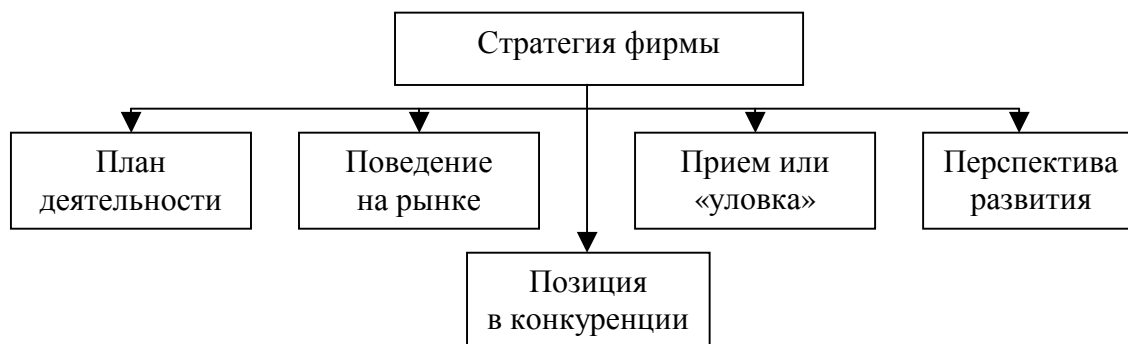 Стратегия фирмы
План
деятельности
Поведение
на рынке
Прием или
«уловка»
Перспектива
развития
Позиция
в конкуренции